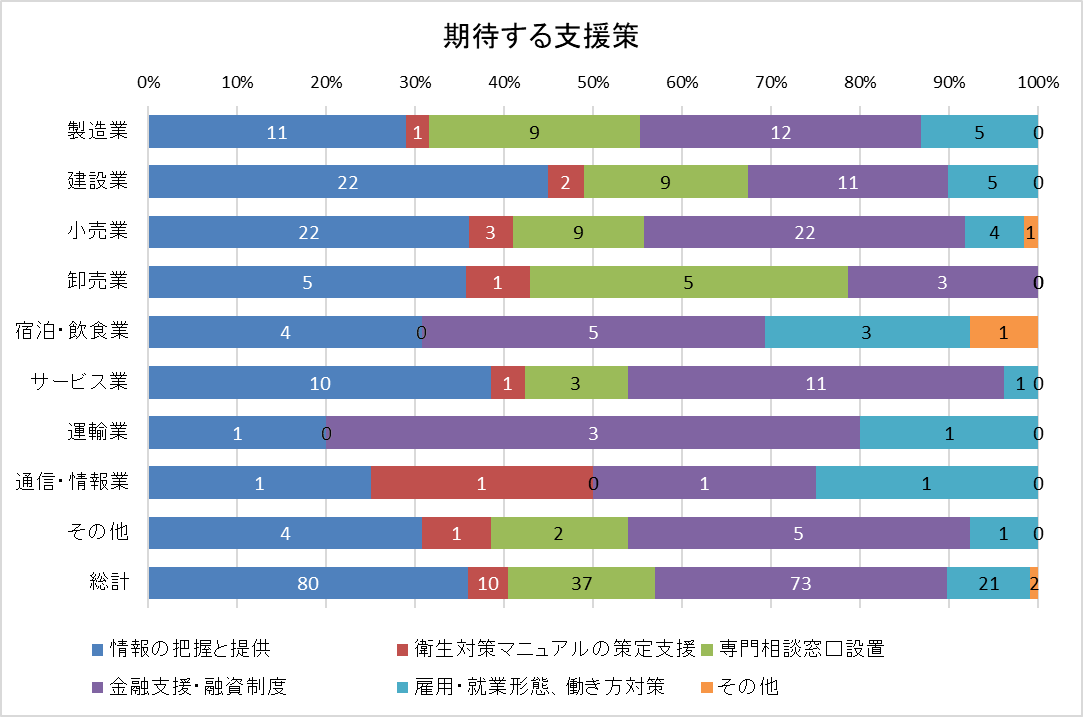 期待する支援策
0% 10% 20% 30% 40% 50% 60% 70% 80% 90% 100%
製造業 11 1 9 12 5 0
建設業 22 2 9 11 5 0
小売業 22 3 9 22 4 1
卸売業 5 1 5 3 0
宿泊・飲食業 4 0 5 3 1
サービス業 10 1 3 11 1 0
運輸業 1 0 3 1 0
通信・情報業 1 1 0 1 1 0
その他 4 1 2 5 1 0
総計 80 10 37 73 21 2
情報の把握と提供 衛生対策マニュアルの策定支援 専門相談窓口設置
金融支援・融資制度 雇用・就業形態、働き方対策 その他